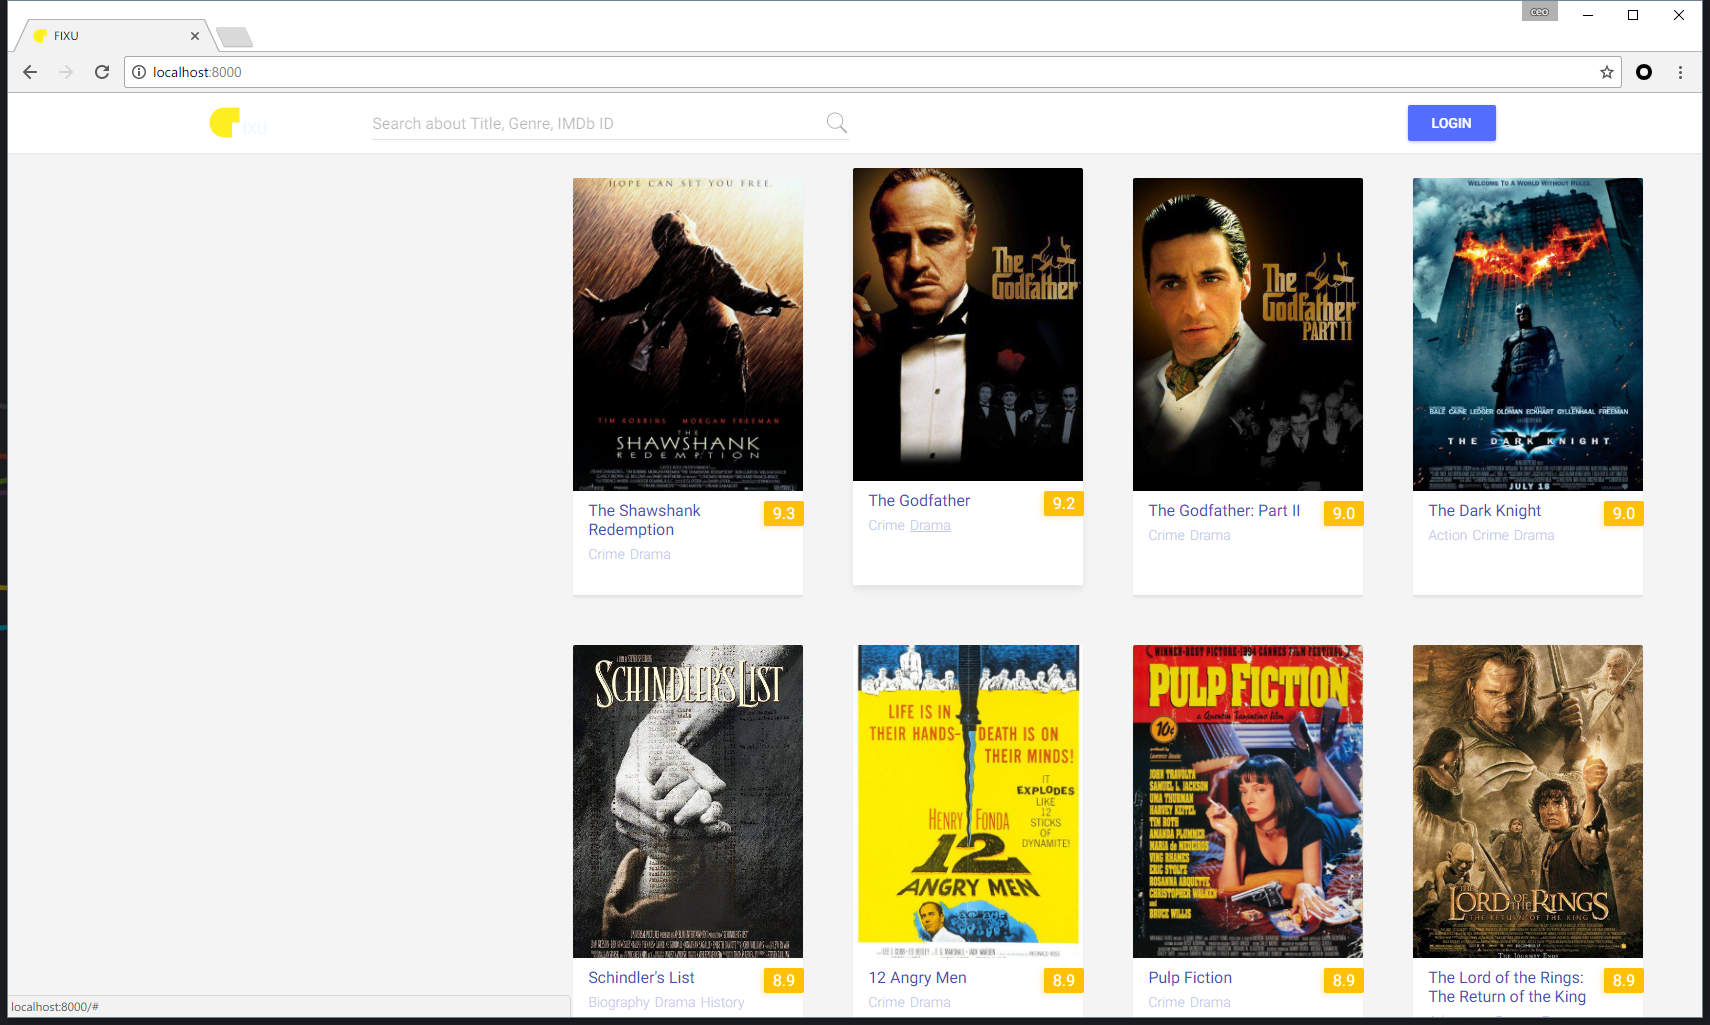 ceo
FIXU
localhost:8000
FIXU
Search about Title, Genre, IMDb ID
LOGIN
HOPE CAN SET YOU FREE.
TIM ROBBINS MORGAN FREEMAN
THE
SHAWSHANK
REDEMPTION
The Shawshank
Redemption
9.3
Crime Drama
The
Godfather
The Godfather
9.2
Crime Drama
The
Godfather
PART II
The Godfather: Part II
9.0
Crime Drama
WELCOME TO A WORLD WITHOUT RULES.
BALE CAINE LEDGER OLDMAN ECKHART GYLLENHAAL FREEMAN
THE DARK KNIGHT
JULY 18
The Dark Knight
9.0
Action Crime Drama
SCHINDLER'S LIST
Schindler's List
8.9
Biography Drama History
LIFE IS IN
THEIR HANDS-
DEATH IS ON
THEIR MINDS!
IT
EXPLODES
LIKE
12
STICKS
OF
DYNAMITE!
HENRY FONDA
12
ANGRY MEN
12 Angry Men
8.9
Crime Drama
WINNER-BEST PICTURE-1994 CANNES FILM FESTIVAL
PULP FICTION
a Quentin Tarantino film
10¢
JOHN TRAVOLTA
SAMUEL L. JACKSON
UMA THURMAN
HARVEY KEITEL
TIM ROTH
AMANDA PLUMMER
MARIA de MEDEIROS
VING RHAMES
ERIC STOLTZ
ROSANNA ARQUETTE
CHRISTOPHER WALKEN
and
BRUCE WILLIS
Pulp Fiction
8.9
Crime Drama
THE
LORD OF THE RINGS
THE RETURN OF THE KING
THE JOURNEY ENDS
The Lord of the Rings:
The Return of the King
8.9
localhost:8000/#